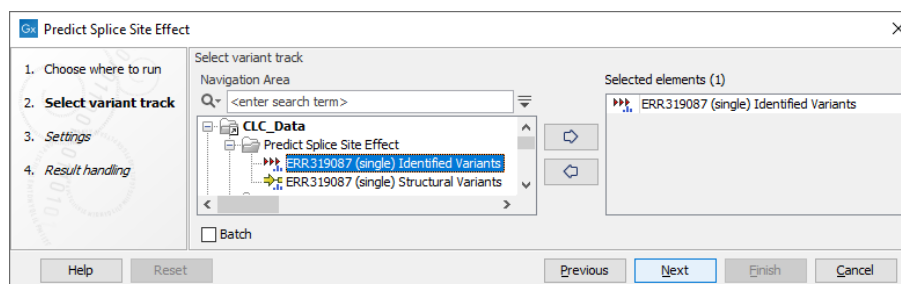 Gx Predict Splice Site Effect
1. Choose where to run
2. Select variant track
3. Settings
4. Result handling
Select variant track
Navigation Area
<enter search term>
CLC_Data
Predict Splice Site Effect
ERR319087 (single) Identified Variants
ERR319087 (single) Structural Variants
Batch
Selected elements (1)
ERR319087 (single) Identified Variants
Help
Reset
Previous
Next
Finish
Cancel